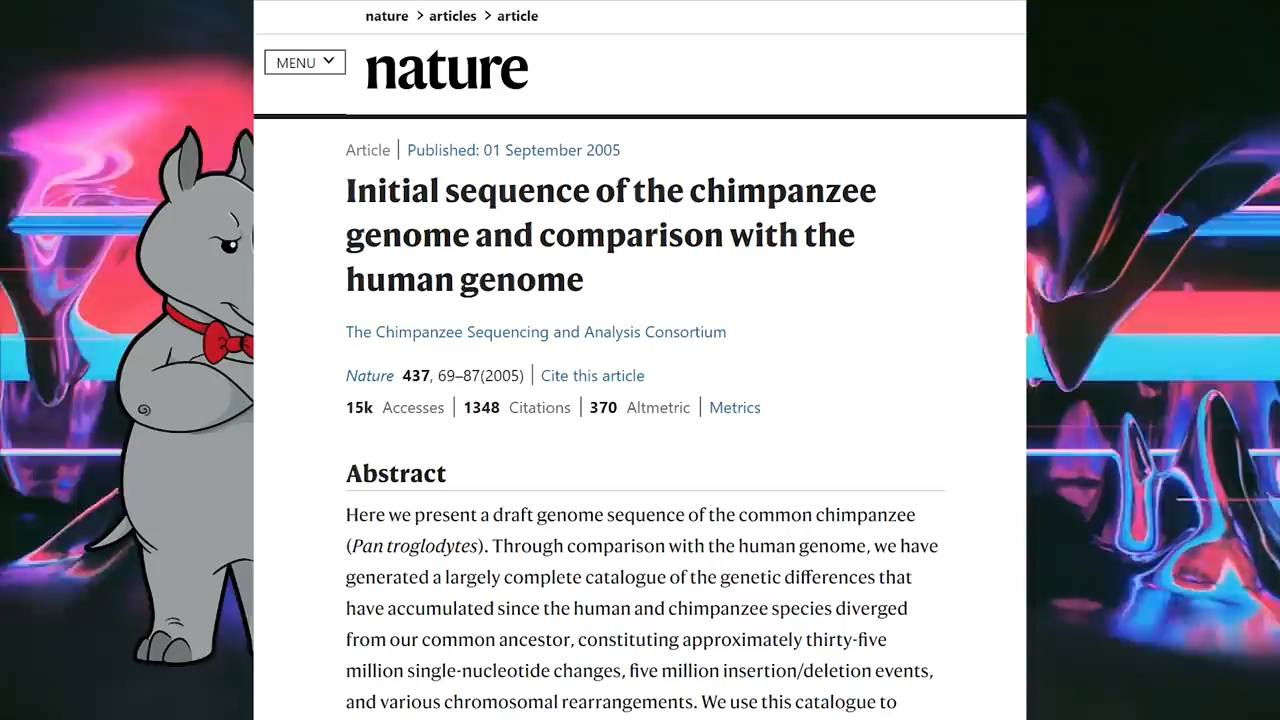 nature > articles > article
MENU
nature
Article | Published: 01 September 2005
Initial sequence of the chimpanzee
genome and comparison with the
human genome
The Chimpanzee Sequencing and Analysis Consortium
Nature 437, 69–87(2005) | Cite this article
15k Accesses | 1348 Citations | 370 Altmetric | Metrics
Abstract
Here we present a draft genome sequence of the common chimpanzee
(Pan troglodytes). Through comparison with the human genome, we have
generated a largely complete catalogue of the genetic differences that
have accumulated since the human and chimpanzee species diverged
from our common ancestor, constituting approximately thirty-five
million single-nucleotide changes, five million insertion/deletion events,
and various chromosomal rearrangements. We use this catalogue to